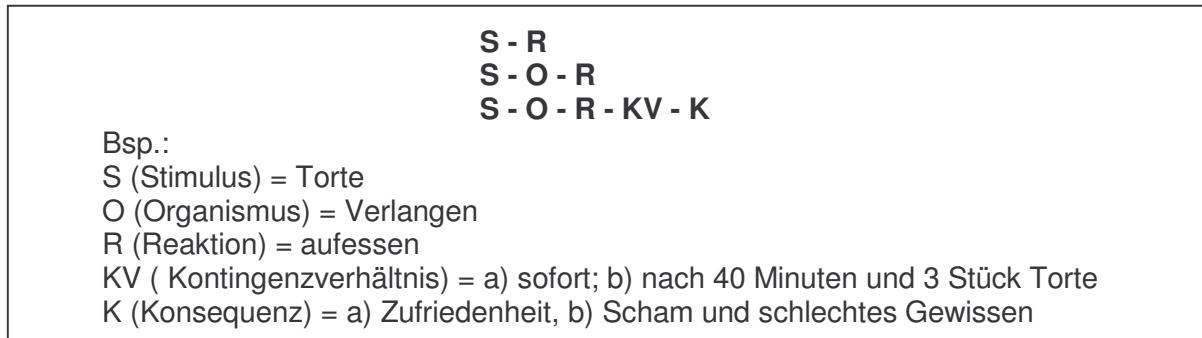 S - R
S - O - R
S - O - R - KV - K
Bsp.:
S (Stimulus) = Torte
O (Organismus) = Verlangen
R (Reaktion) = aufessen
KV ( Kontingenzverhältnis) = a) sofort; b) nach 40 Minuten und 3 Stück Torte
K (Konsequenz) = a) Zufriedenheit, b) Scham und schlechtes Gewissen